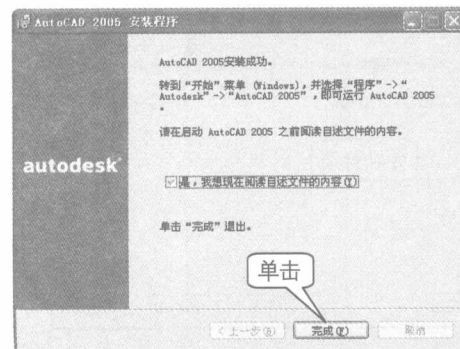 AutoCAD 2005 安装程序
AutoCAD 2005安装成功。
转到“开始”菜单 (Windows)，并选择“程序”->“
Autodesk”->“AutoCAD 2005”，即可运行 AutoCAD 2005
。
请在启动 AutoCAD 2005 之前阅读自述文件的内容。
autodesk
是，我想现在阅读自述文件的内容(Y)
单击“完成”退出。
单击
< 上一步(B)
完成(F)
取消